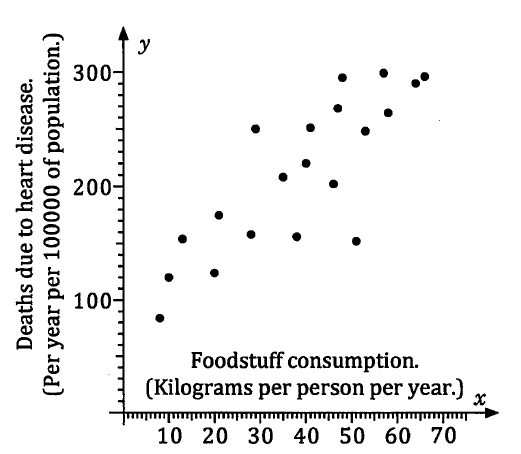 y
Deaths due to heart disease.
(Per year per 100000 of population.)
300
200
100
Foodstuff consumption.
(Kilograms per person per year.)
x
10 20 30 40 50 60 70